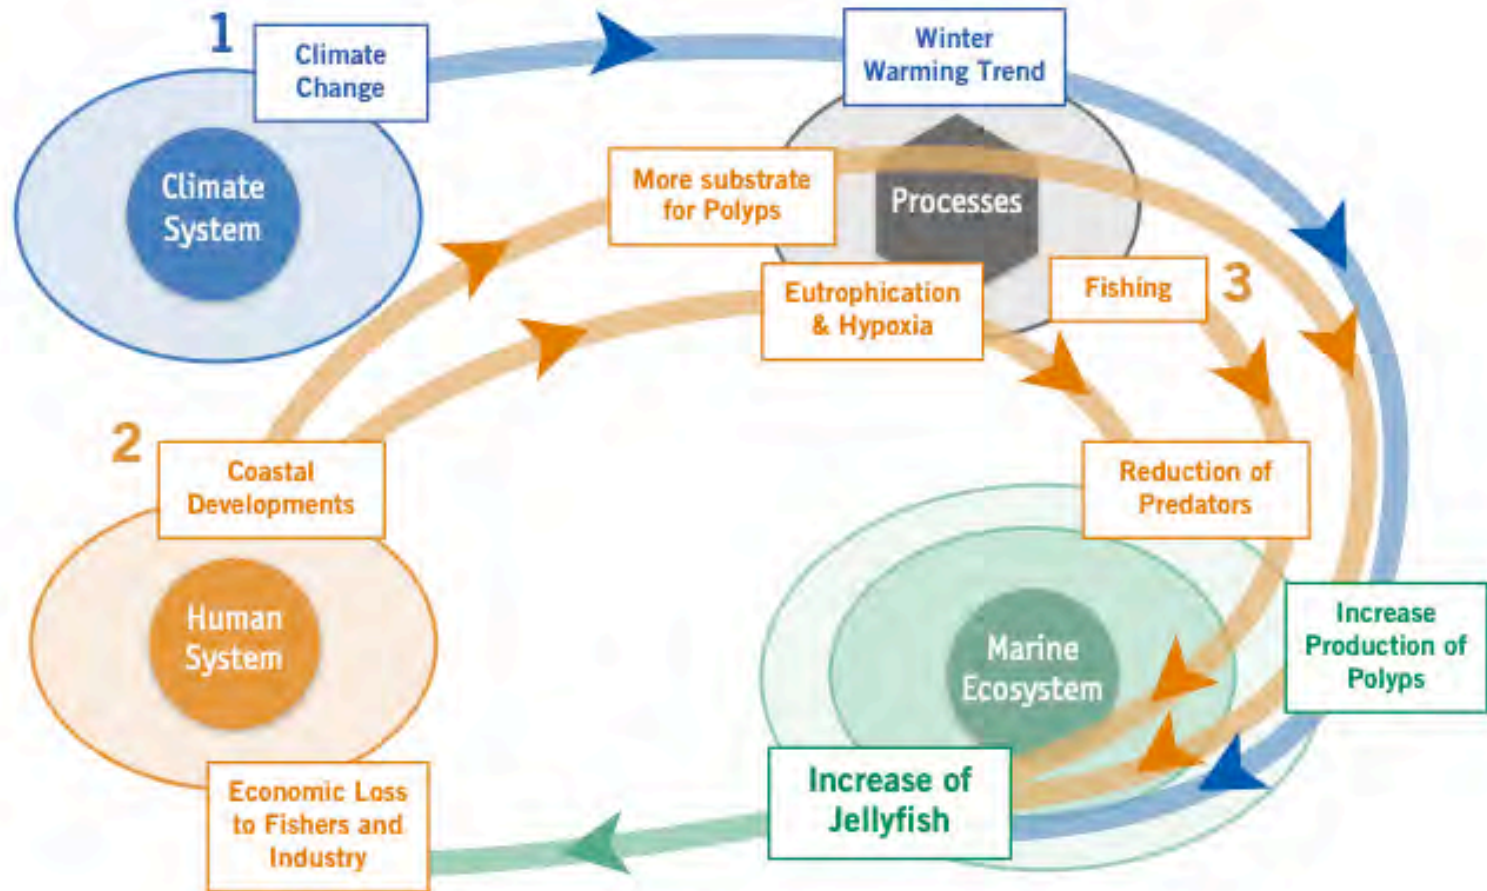 1
Climate
Change
Winter
Warming Trend
Climate
System
More substrate
for Polyps
Processes
Eutrophication
& Hypoxia
Fishing
3
2
Coastal
Developments
Reduction of
Predators
Human
System
Marine
Ecosystem
Increase
Production of
Polyps
Economic Loss
to Fishers and
Industry
Increase of
Jellyfish